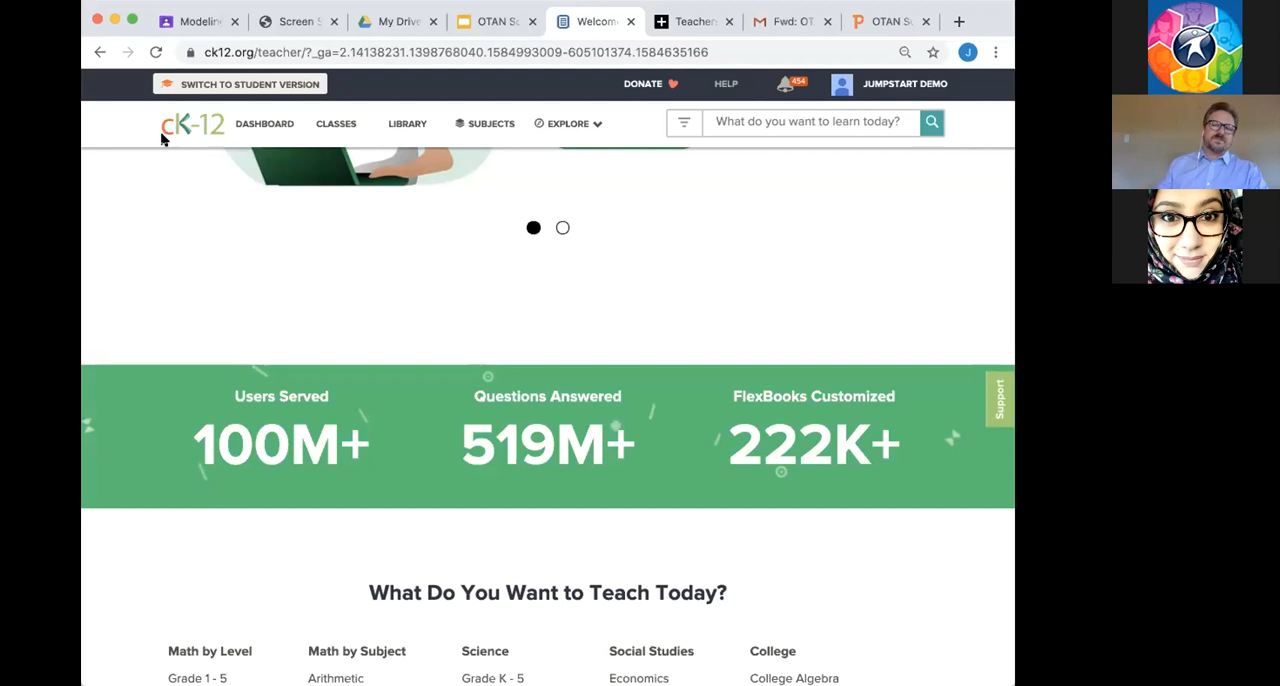 Modelin
Screen S
My Drive
OTAN Sc
Welcom
Teacher
Fwd: OT
OTAN Su
ck12.org/teacher/?_ga=2.14138231.1398768040.1584993009-605101374.1584635166
J
SWITCH TO STUDENT VERSION
DONATE
HELP
454
JUMPSTART DEMO
cK-12
DASHBOARD
CLASSES
LIBRARY
SUBJECTS
EXPLORE
What do you want to learn today?
Users Served
Questions Answered
FlexBooks Customized
100M+
519M+
222K+
Support
What Do You Want to Teach Today?
Math by Level
Math by Subject
Science
Social Studies
College
Grade 1 - 5
Arithmetic
Grade K - 5
Economics
College Algebra